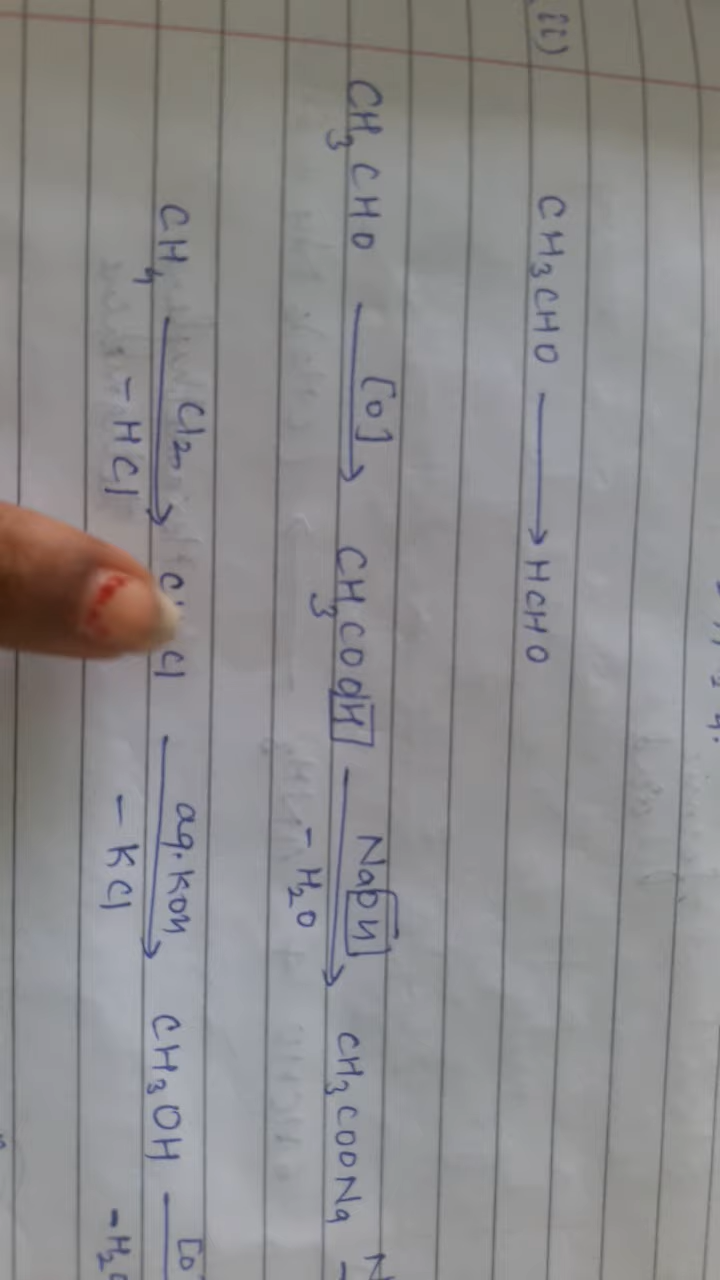 ii) CH3CHO → HCHO
CH3CHO [O] → CH3COOH NaOH → - H2O CH3COONa
CH4 Cl2 → - HCl Cl aq. KOH → - KCl CH3OH [O] - H2O